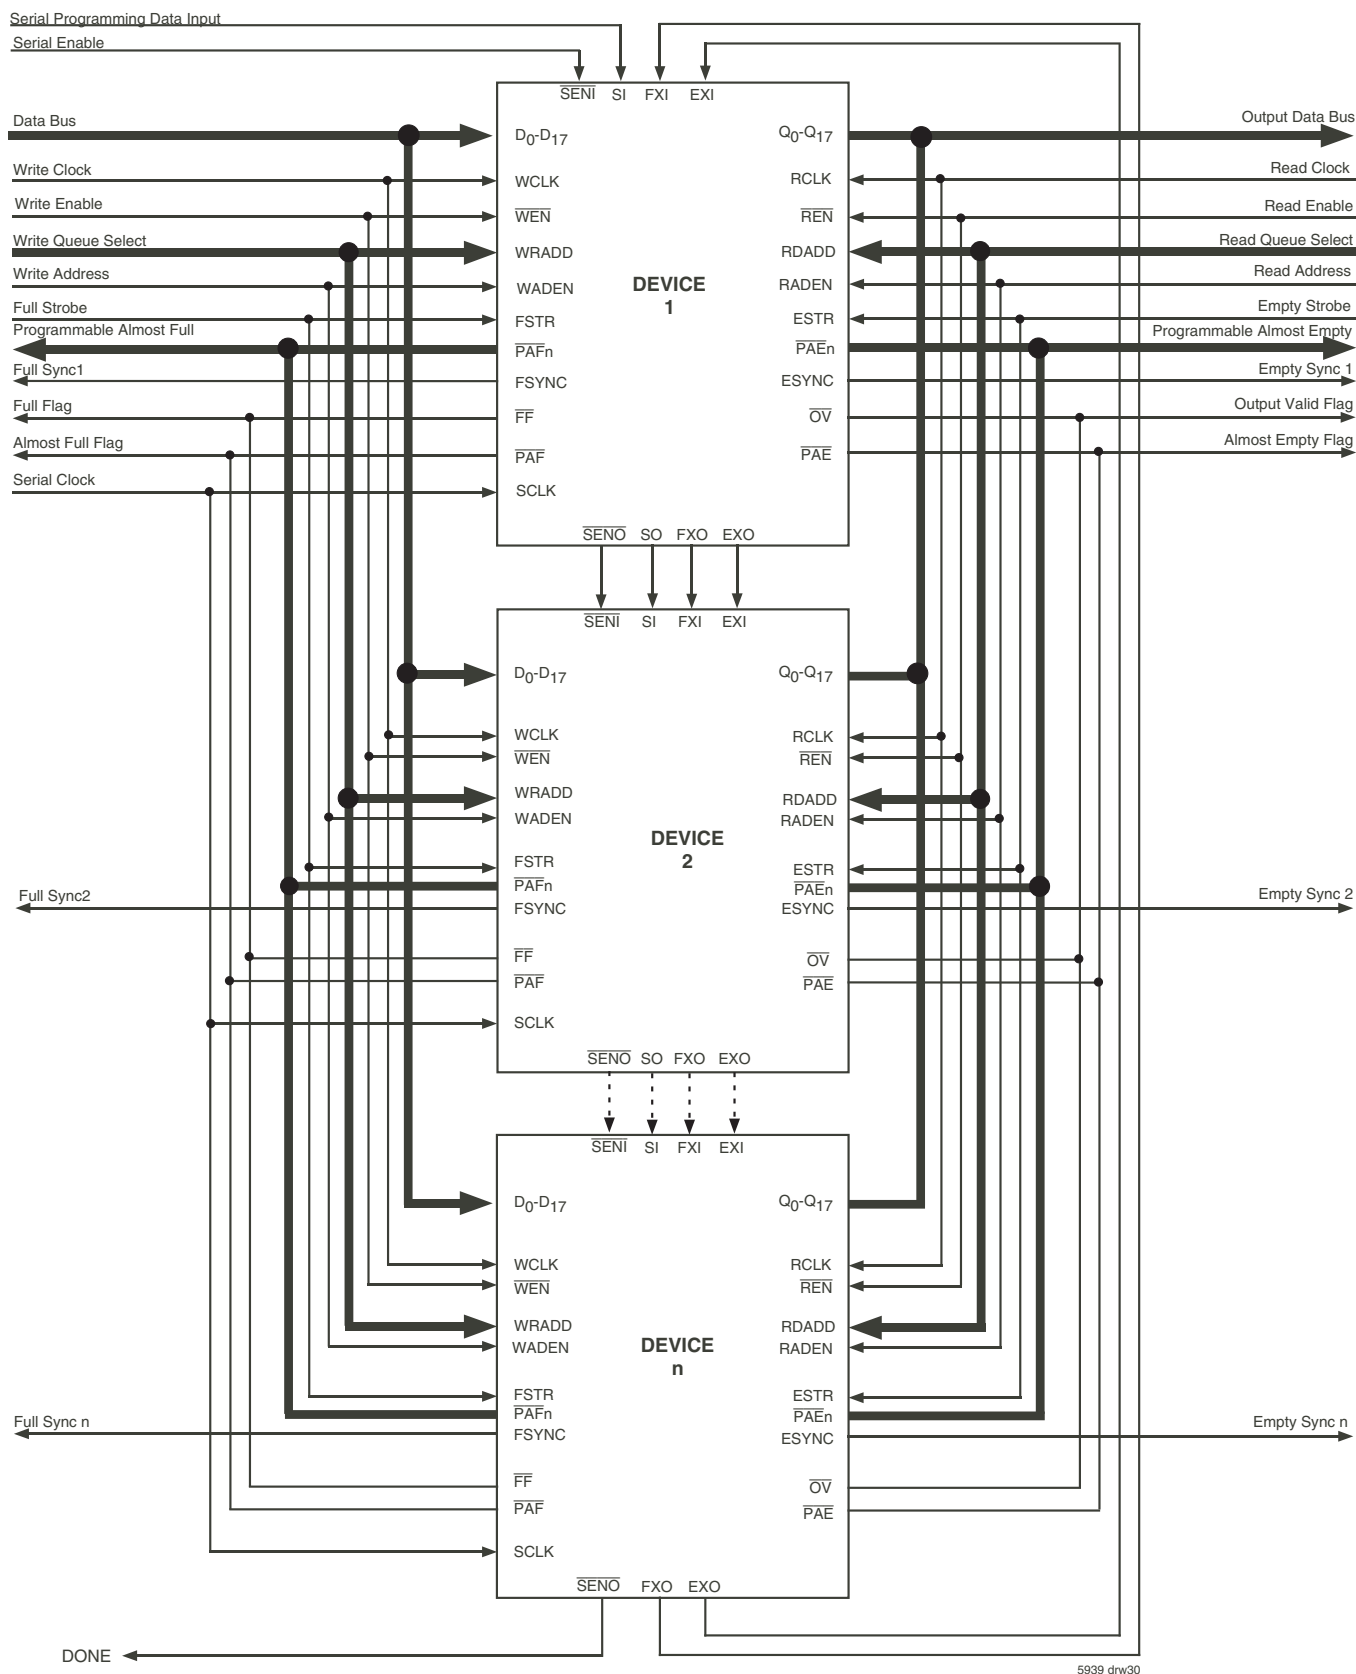 Serial Programming Data Input
Serial Enable
SENI SI FXI EXI
Data Bus D0-D17 Q0-Q17 Output Data Bus
Write Clock WCLK RCLK Read Clock
Write Enable WEN REN Read Enable
Write Queue Select WRADD RDADD Read Queue Select
Write Address WADEN DEVICE RADEN Read Address
1
Full Strobe FSTR ESTR Empty Strobe
Programmable Almost Full PAFn PAEn Programmable Almost Empty
Full Sync1 FSYNC ESYNC Empty Sync 1
Full Flag FF OV Output Valid Flag
Almost Full Flag PAF PAE Almost Empty Flag
Serial Clock SCLK
SENO SO FXO EXO
SENI SI FXI EXI
D0-D17 Q0-Q17
WCLK RCLK
WEN REN
WRADD RDADD
WADEN RADEN
DEVICE
2
FSTR ESTR
PAFn PAEn
Full Sync2 FSYNC ESYNC Empty Sync 2
FF OV
PAF PAE
SCLK
SENO SO FXO EXO
SENI SI FXI EXI
D0-D17 Q0-Q17
WCLK RCLK
WEN REN
WRADD RDADD
WADEN DEVICE RADEN
n
FSTR ESTR
PAFn PAEn
Full Sync n FSYNC ESYNC Empty Sync n
FF OV
PAF PAE
SCLK
SENO FXO EXO
DONE
5939 drw30